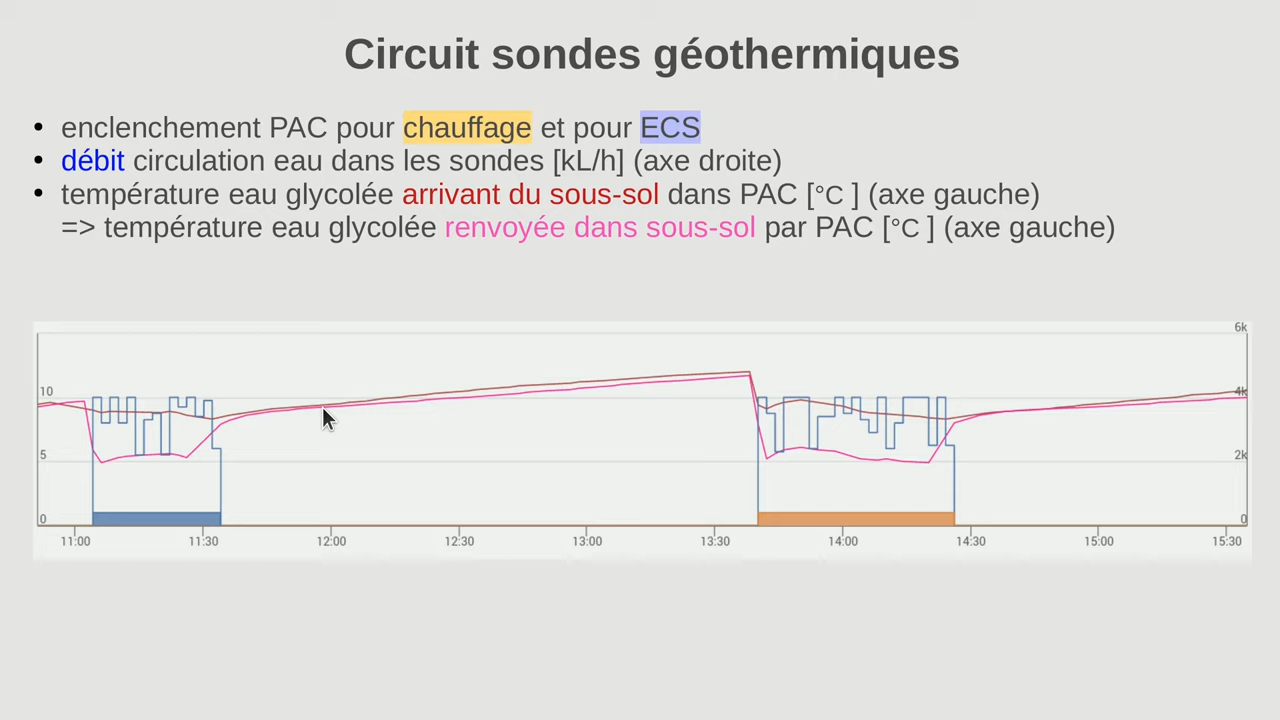 Circuit sondes géothermiques
• enclenchement PAC pour chauffage et pour ECS
• débit circulation eau dans les sondes [kL/h] (axe droite)
• température eau glycolée arrivant du sous-sol dans PAC [°C ] (axe gauche)
=> température eau glycolée renvoyée dans sous-sol par PAC [°C ] (axe gauche)
6k
10 4k
5 2k
0 0
11:00 11:30 12:00 12:30 13:00 13:30 14:00 14:30 15:00 15:30